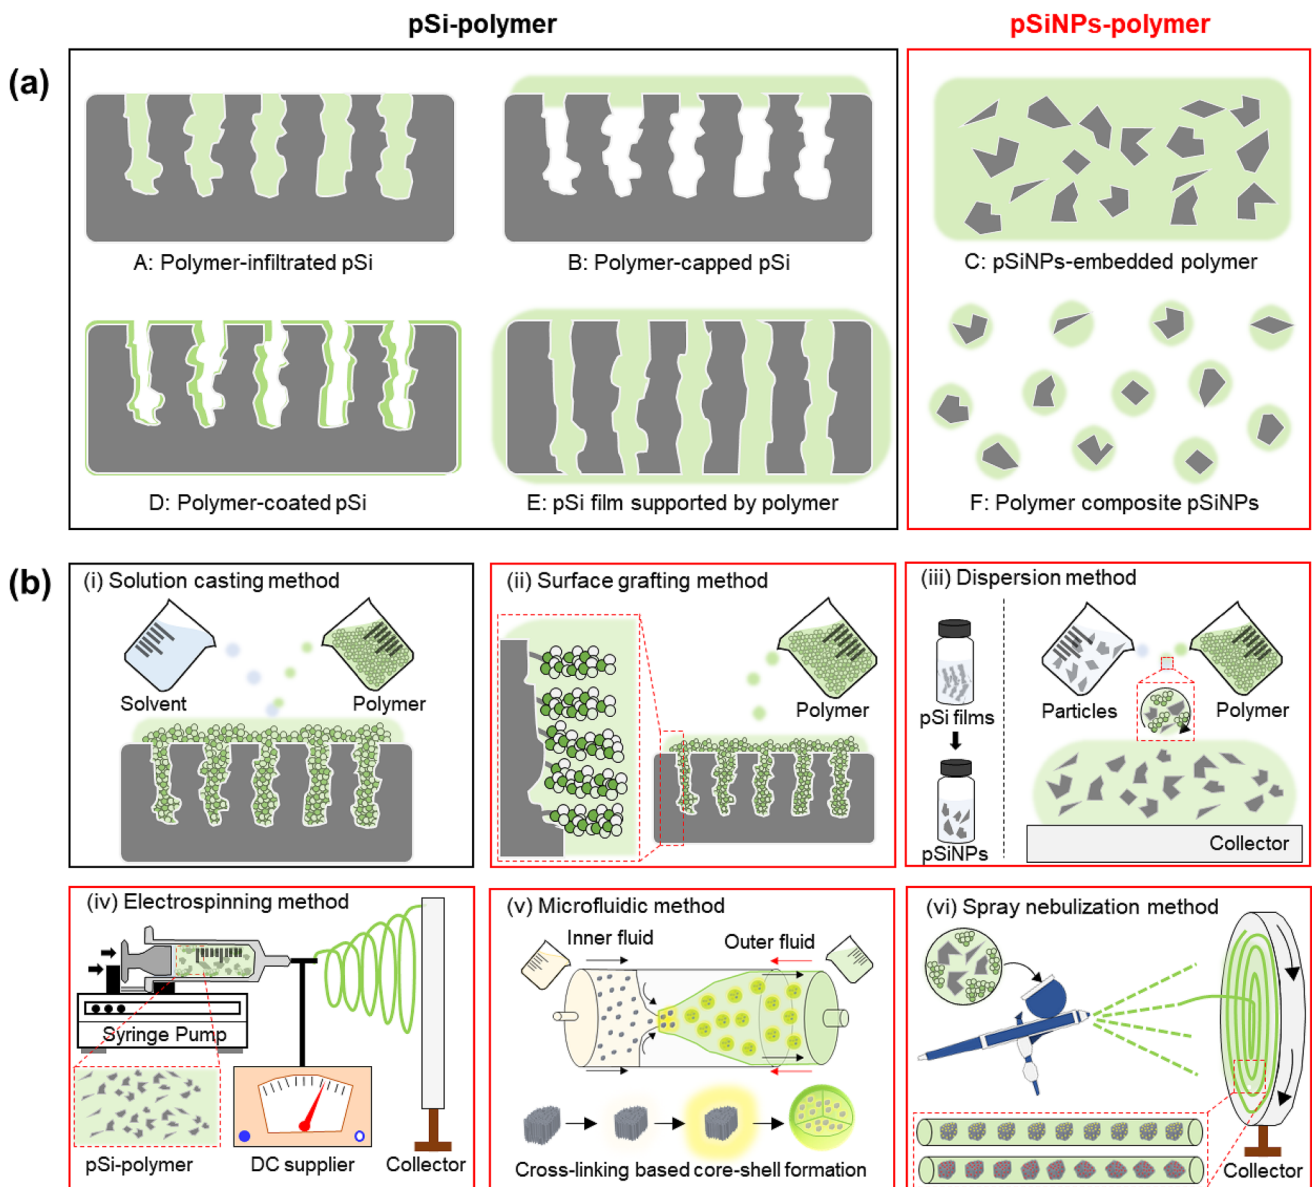 pSi-polymer
pSiNPs-polymer
(a)
A: Polymer-infiltrated pSi
B: Polymer-capped pSi
C: pSiNPs-embedded polymer
D: Polymer-coated pSi
E: pSi film supported by polymer
F: Polymer composite pSiNPs
(b)
(i) Solution casting method
Solvent
Polymer
(ii) Surface grafting method
Polymer
(iii) Dispersion method
pSi films
pSiNPs
Particles
Polymer
Collector
(iv) Electrospinning method
Syringe Pump
pSi-polymer
DC supplier
Collector
(v) Microfluidic method
Inner fluid
Outer fluid
Cross-linking based core-shell formation
(vi) Spray nebulization method
Collector